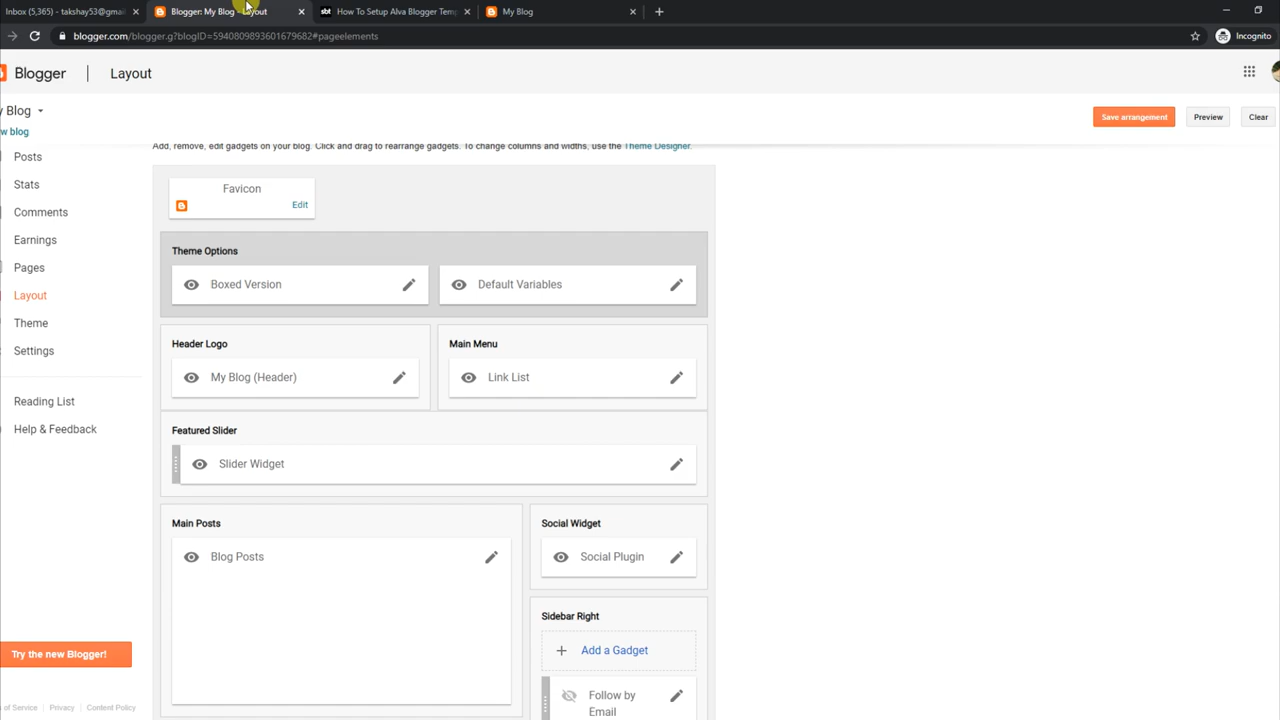 Inbox (5,365) - takshay53@gmail
Blogger: My Blog - Layout
sbt
How To Setup Alva Blogger Temp
My Blog
blogger.com/blogger.g?blogID=5940809893601679682#pageelements
Incognito
Blogger
Layout
y Blog
Save arrangement
Preview
Clear
w blog
Add, remove, edit gadgets on your blog. Click and drag to rearrange gadgets. To change columns and widths, use the Theme Designer.
Posts
Stats
Comments
Earnings
Pages
Layout
Theme
Settings
Reading List
Help & Feedback
Try the new Blogger!
s of Service
Privacy
Content Policy
Favicon
Edit
Theme Options
Boxed Version
Default Variables
Header Logo
Main Menu
My Blog (Header)
Link List
Featured Slider
Slider Widget
Main Posts
Social Widget
Blog Posts
Social Plugin
Sidebar Right
Add a Gadget
Follow by
Email